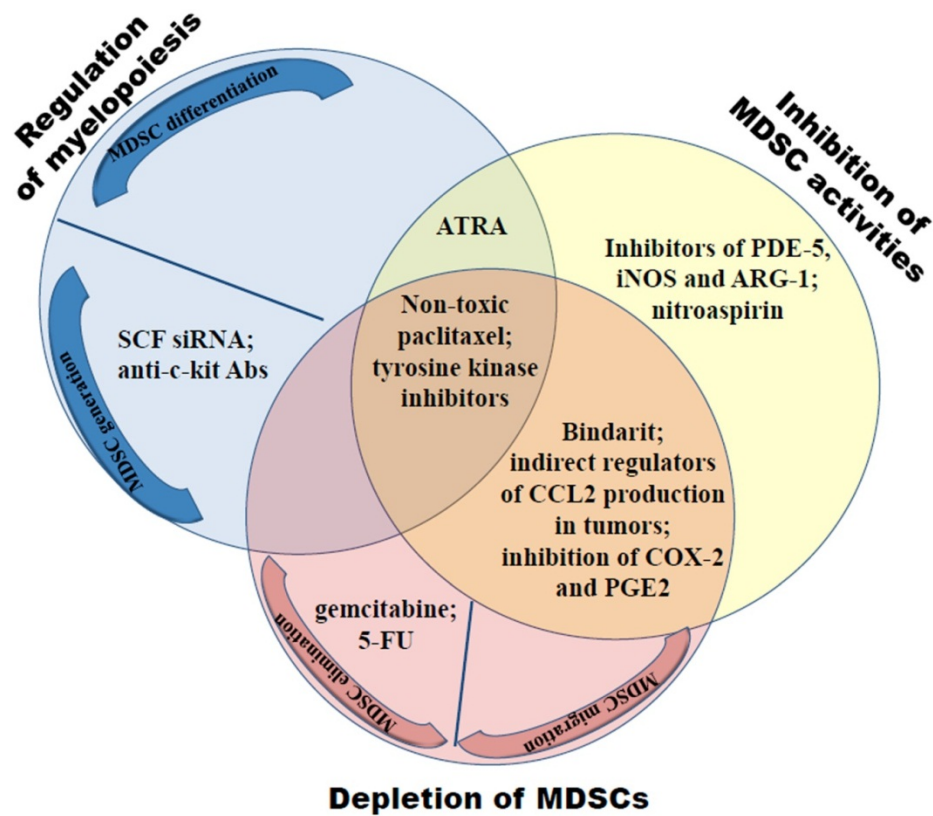 Regulation
of myelopoiesis
MDSC differentiation
Inhibition of
MDSC activities
ATRA
Inhibitors of PDE-5,
iNOS and ARG-1;
nitroaspirin
Non-toxic
paclitaxel;
tyrosine kinase
inhibitors
SCF siRNA;
anti-c-kit Abs
MDSC generation
Bindarit;
indirect regulators
of CCL2 production
in tumors;
inhibition of COX-2
and PGE2
gemcitabine;
5-FU
MDSC elimination
MDSC migration
Depletion of MDSCs